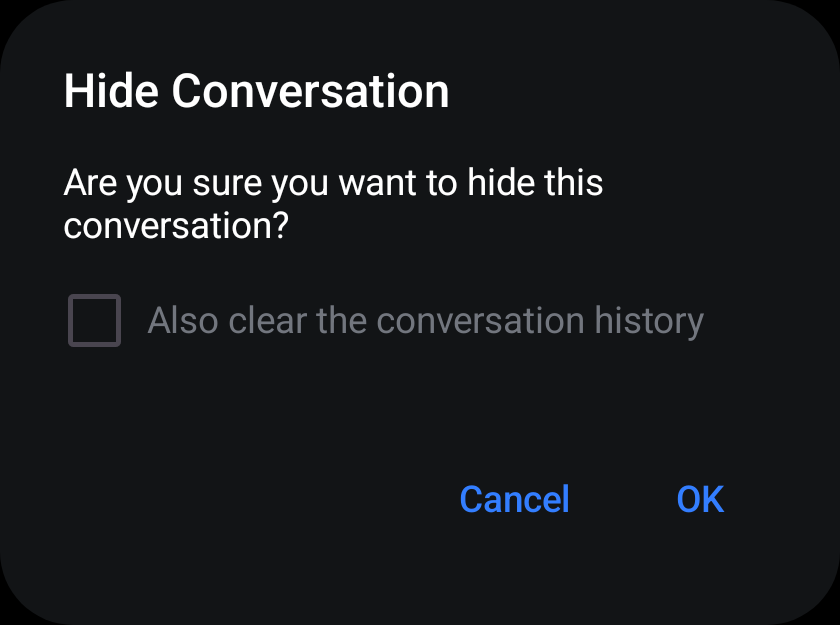 Hide Conversation
Are you sure you want to hide this
conversation?
Also clear the conversation history
Cancel OK